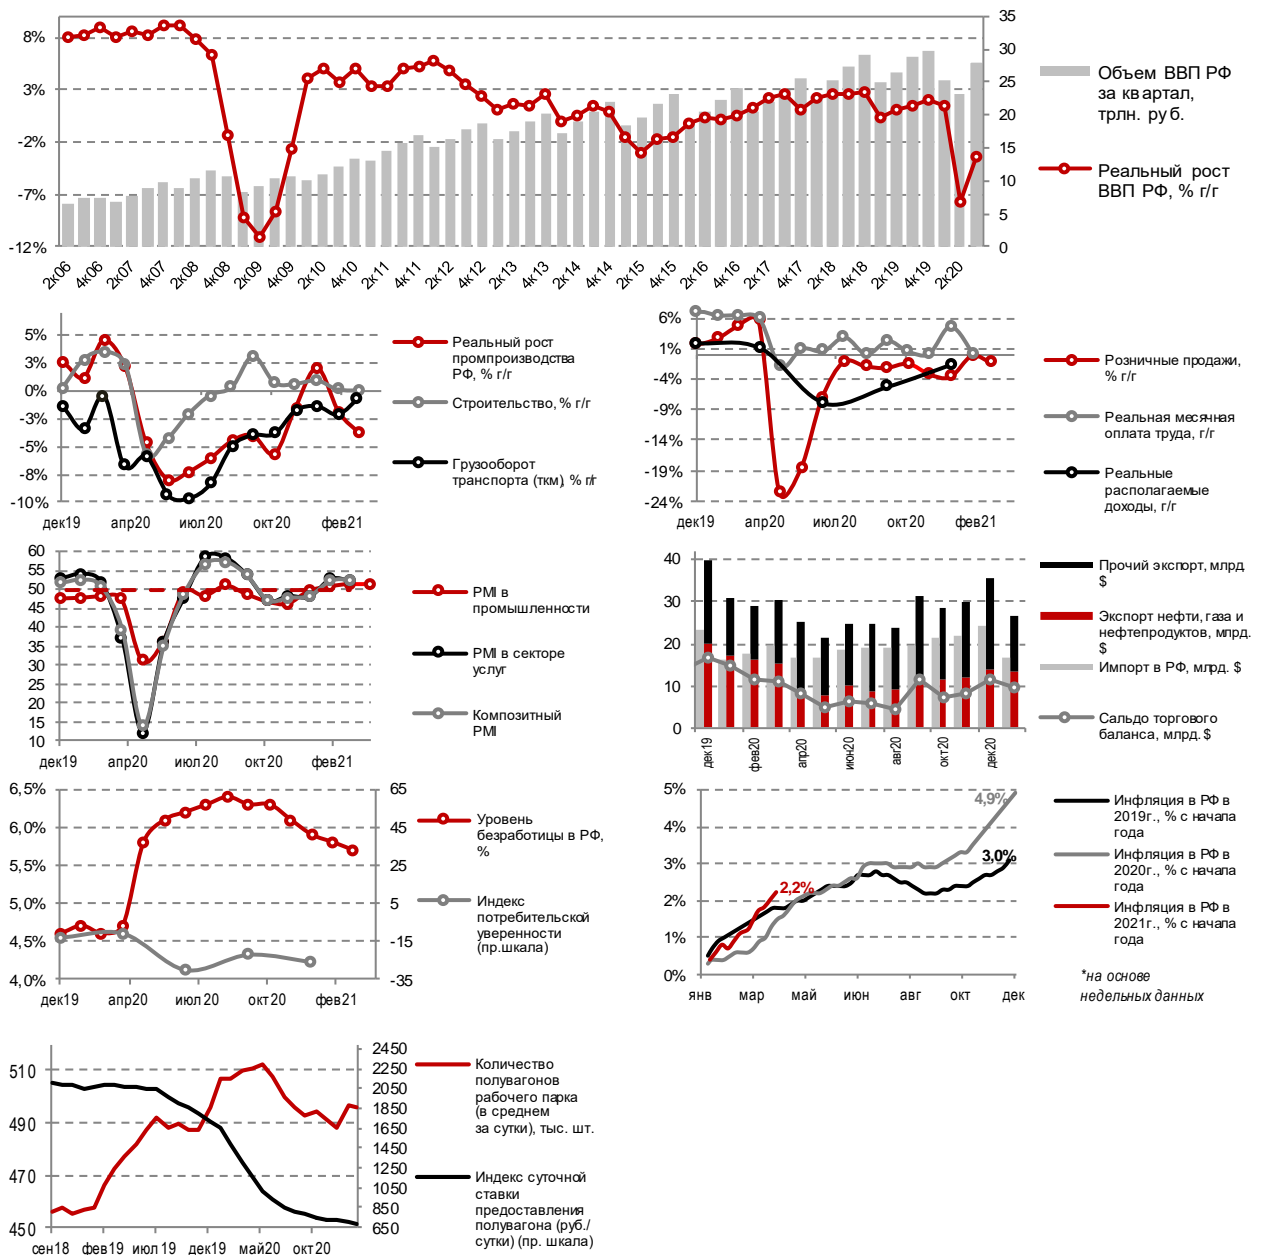 8%
3%
-2%
-7%
-12%
35
30
25
20
15
10
5
0
2к06
4к06
2к07
4к07
2к08
4к08
2к09
4к09
2к10
4к10
2к11
4к11
2к12
4к12
2к13
4к13
2к14
4к14
2к15
4к15
2к16
4к16
2к17
4к17
2к18
4к18
2к19
4к19
2к20
Объем ВВП РФ
за квартал,
трлн. руб.
Реальный рост
ВВП РФ, % г/г
5%
3%
0%
-3%
-5%
-8%
-10%
дек19
апр20
июл20
окт20
фев21
Реальный рост
промпроизводства
РФ, % г/г
Строительство, % г/г
Грузооборот
транспорта (ткм), % г/г
6%
1%
-4%
-9%
-14%
-19%
-24%
дек19
апр20
июл20
окт20
фев21
Розничные продажи,
% г/г
Реальная месячная
оплата труда, г/г
Реальные
располагаемые
доходы, г/г
60
55
50
45
40
35
30
25
20
15
10
дек19
апр20
июл20
окт20
фев21
PMI в
промышленности
PMI в секторе
услуг
Композитный
PMI
40
30
20
10
0
дек19
фев20
апр20
июн20
авг20
окт20
дек20
Прочий экспорт, млрд.
$
Экспорт нефти, газа и
нефтепродуктов, млрд.
$
Импорт в РФ, млрд. $
Сальдо торгового
баланса, млрд. $
6,5%
6,0%
5,5%
5,0%
4,5%
4,0%
65
45
25
5
-15
-35
дек19
апр20
июл20
окт20
фев21
Уровень
безработицы в РФ,
%
Индекс
потребительской
уверенности
(пр.шкала)
5%
4%
3%
2%
1%
0%
4,9%
3,0%
2,2%
янв
мар
май
июн
авг
окт
дек
Инфляция в РФ в
2019г., % с начала
года
Инфляция в РФ в
2020г., % с начала
года
Инфляция в РФ в
2021г., % с начала
года
*на основе
недельных данных
510
490
470
450
2450
2250
2050
1850
1650
1450
1250
1050
850
650
сен18
фев19
июл19
дек19
май20
окт20
Количество
полувагонов
рабочего парка
(в среднем
за сутки), тыс. шт.
Индекс суточной
ставки
предоставления
полувагона (руб./
сутки) (пр. шкала)